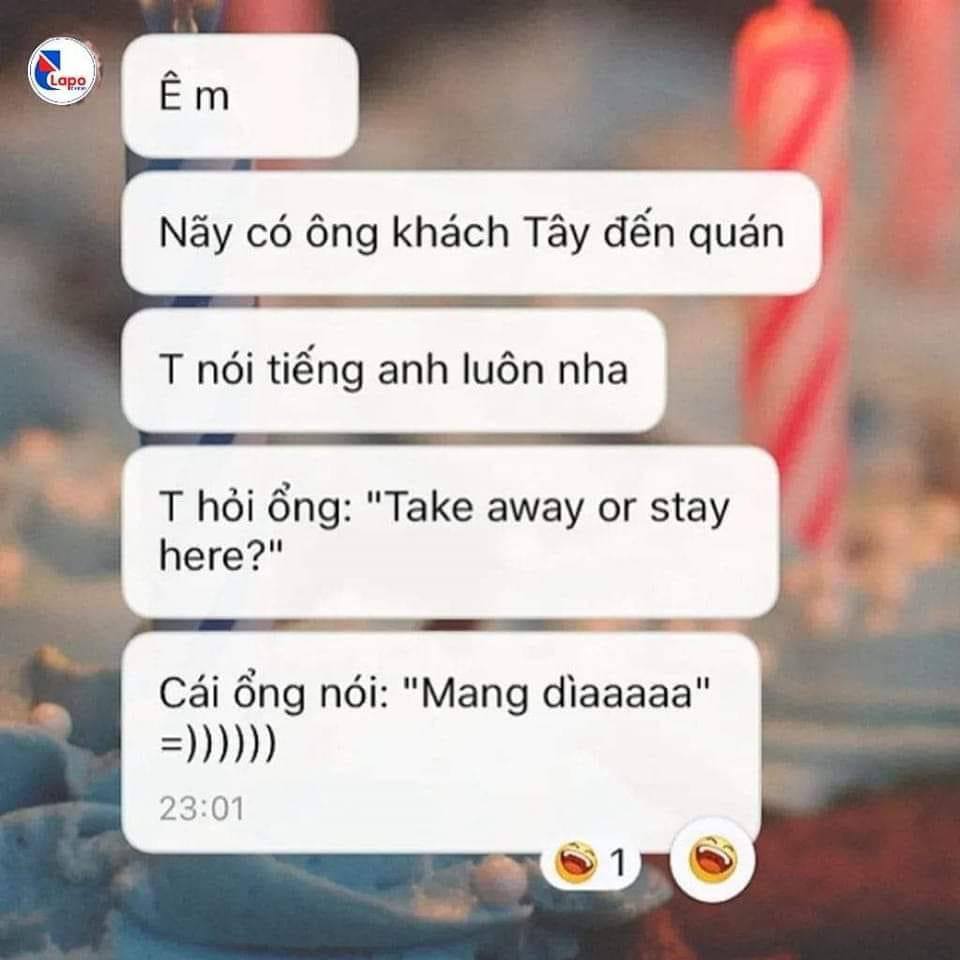 Lapo
Ê m
Nãy có ông khách Tây đến quán
T nói tiếng anh luôn nha
T hỏi ổng: "Take away or stay
here?"
Cái ổng nói: "Mang dìaaaaa"
=))))))
23:01
1